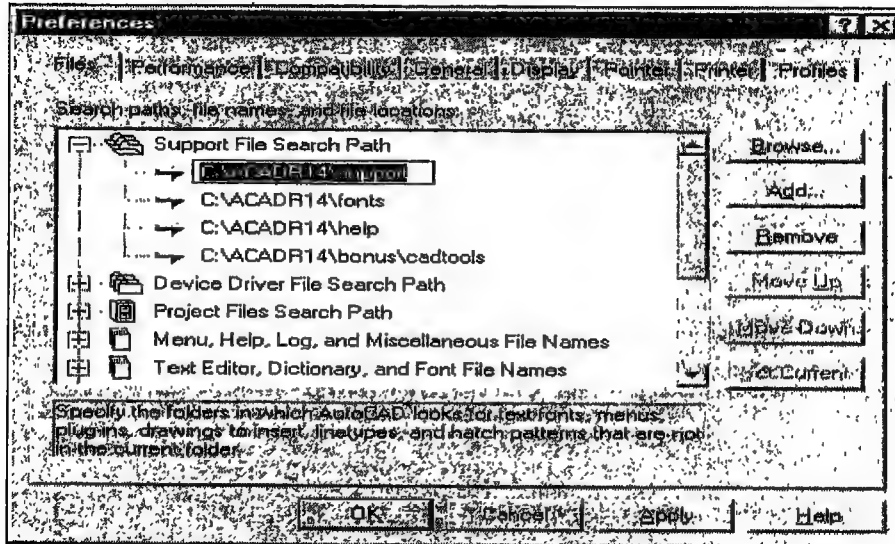 Preferences ? X
Files Performance Compatibility General Display Pointer Printer Profiles
Search paths, file names, and file locations:
Support File Search Path
C:\ACADR14\fonts
C:\ACADR14\help
C:\ACADR14\bonus\cadtools
Device Driver File Search Path
Project Files Search Path
Menu, Help, Log, and Miscellaneous File Names
Text Editor, Dictionary, and Font File Names
Browse...
Add...
Remove
Move Up
Move Down
Current
Specify the folders in which AutoCAD looks for text fonts, menus,
plug-ins, drawings to insert, linetypes, and hatch patterns that are not
in the current folder.
OK Cancel Apply Help